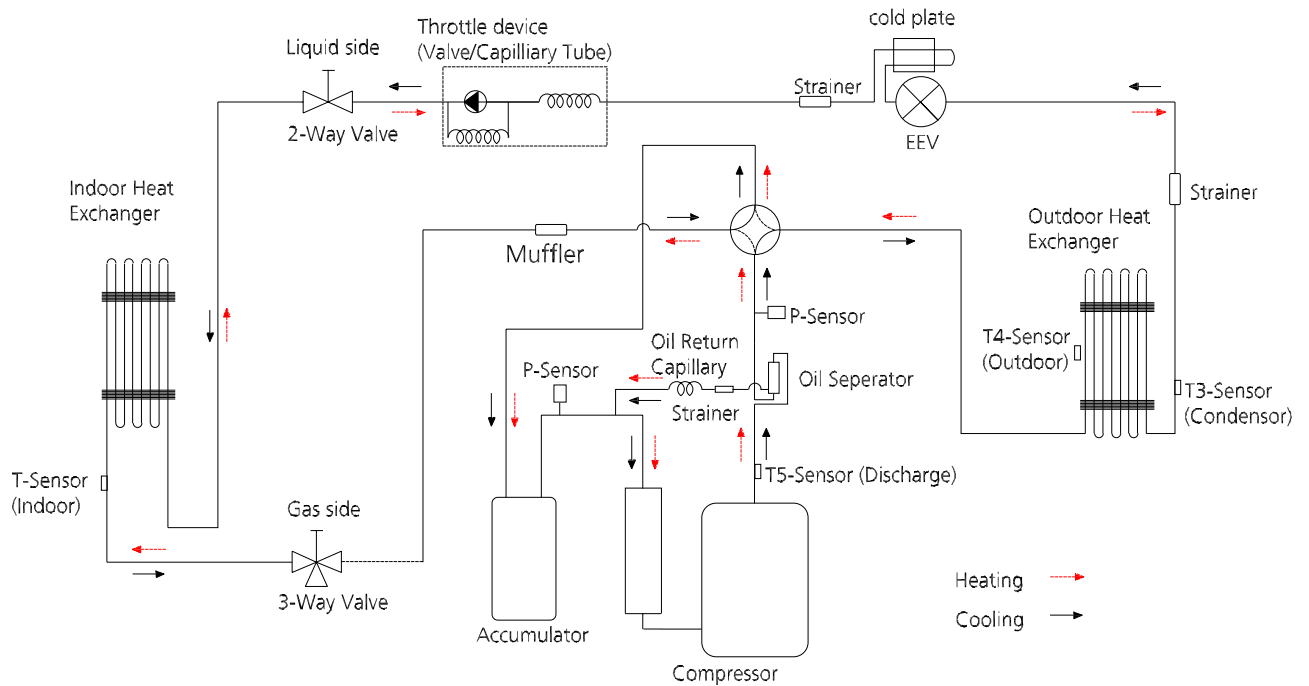 cold plate
Throttle device
(Valve/Capilliary Tube)
Liquid side
Strainer
2-Way Valve
EEV
Indoor Heat
Exchanger
Strainer
Outdoor Heat
Exchanger
Muffler
P-Sensor
T4-Sensor
(Outdoor)
Oil Return
Capillary
P-Sensor
Oil Seperator
Strainer
T3-Sensor
(Condensor)
T-Sensor
(Indoor)
T5-Sensor (Discharge)
Gas side
Heating
3-Way Valve
Cooling
Accumulator
Compressor